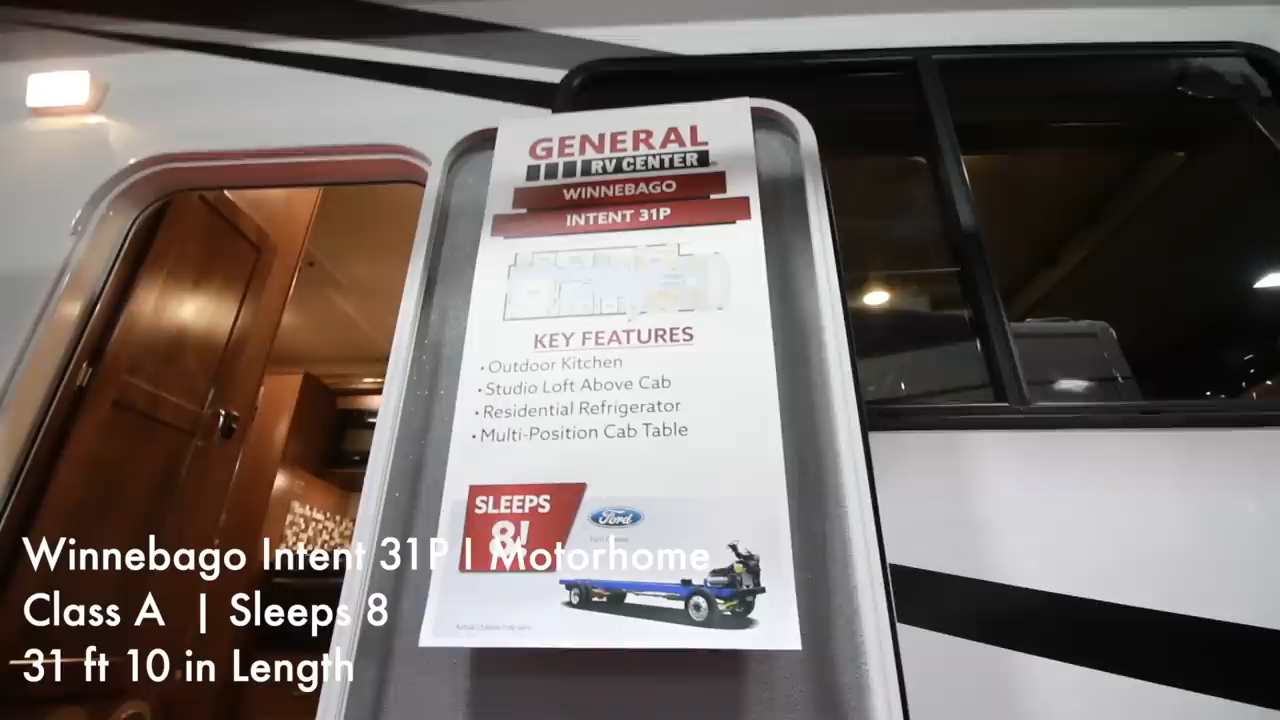 GENERAL
RV CENTER
WINNEBAGO
INTENT 31P
KEY FEATURES
• Outdoor Kitchen
• Studio Loft Above Cab
• Residential Refrigerator
• Multi-Position Cab Table
SLEEPS
8!
Ford
Winnebago Intent 31P | Motorhome
Class A | Sleeps 8
31 ft 10 in Length